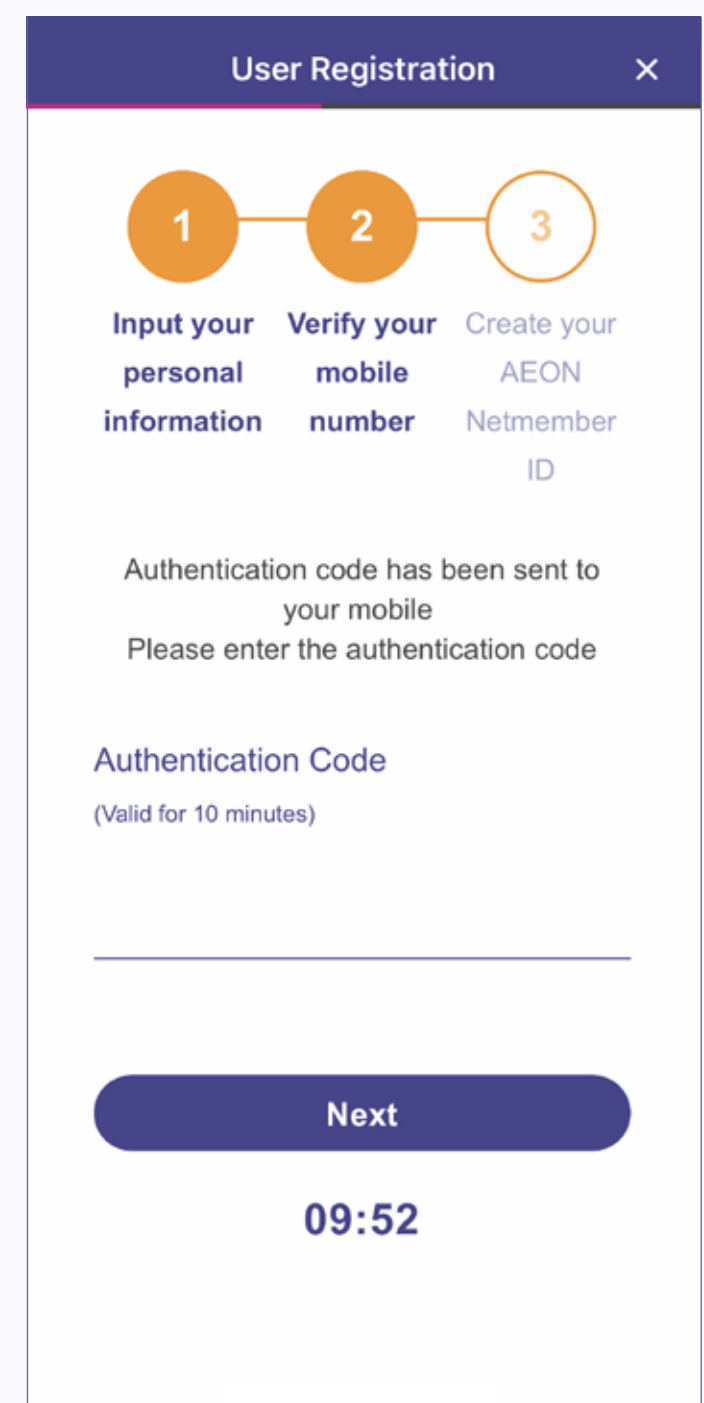 User Registration ×
1 2 3
Input your Verify your Create your
personal mobile AEON
information number Netmember
ID
Authentication code has been sent to
your mobile
Please enter the authentication code
Authentication Code
(Valid for 10 minutes)
Next
09:52